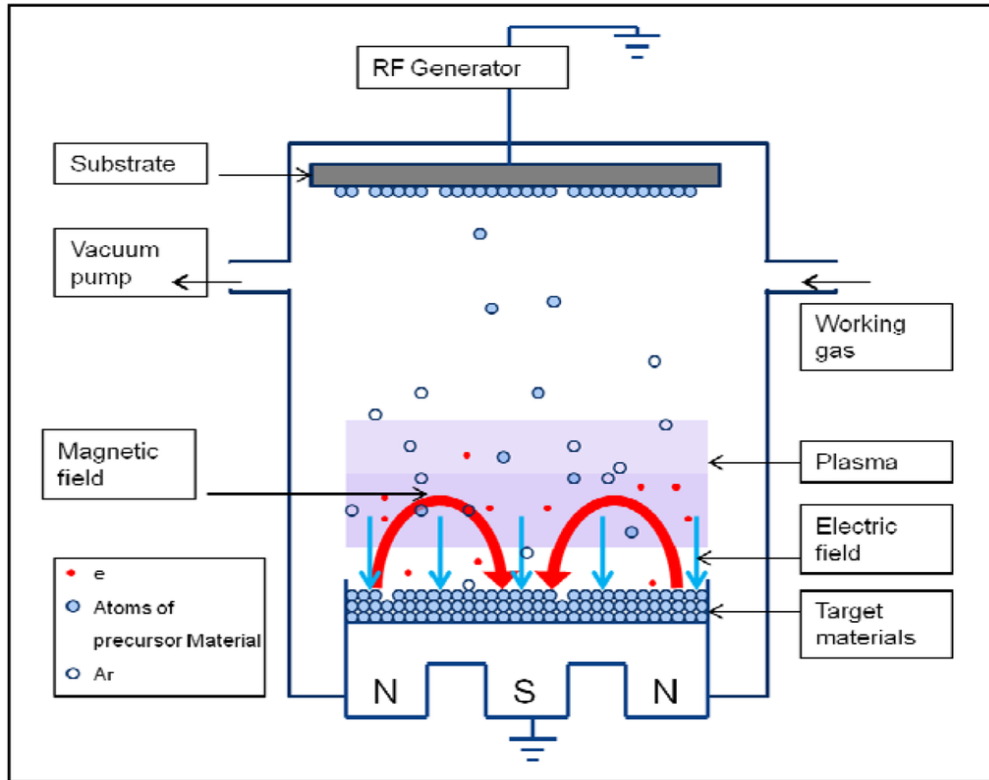 RF Generator
Substrate
Vacuum
pump
Working
gas
Magnetic
field
Plasma
Electric
field
e
Atoms of
precursor Material
Ar
Target
materials
N S N